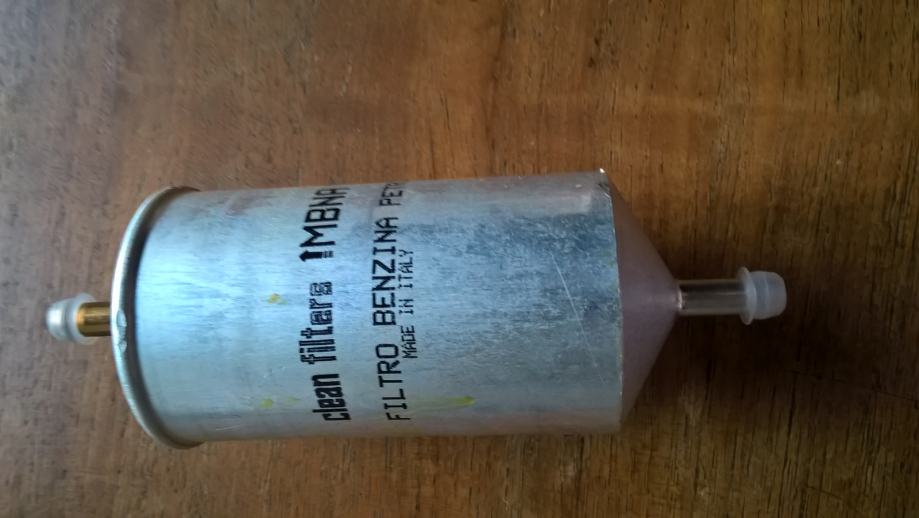 clean filters
MBNA
FILTRO BENZINA
MADE IN ITALY